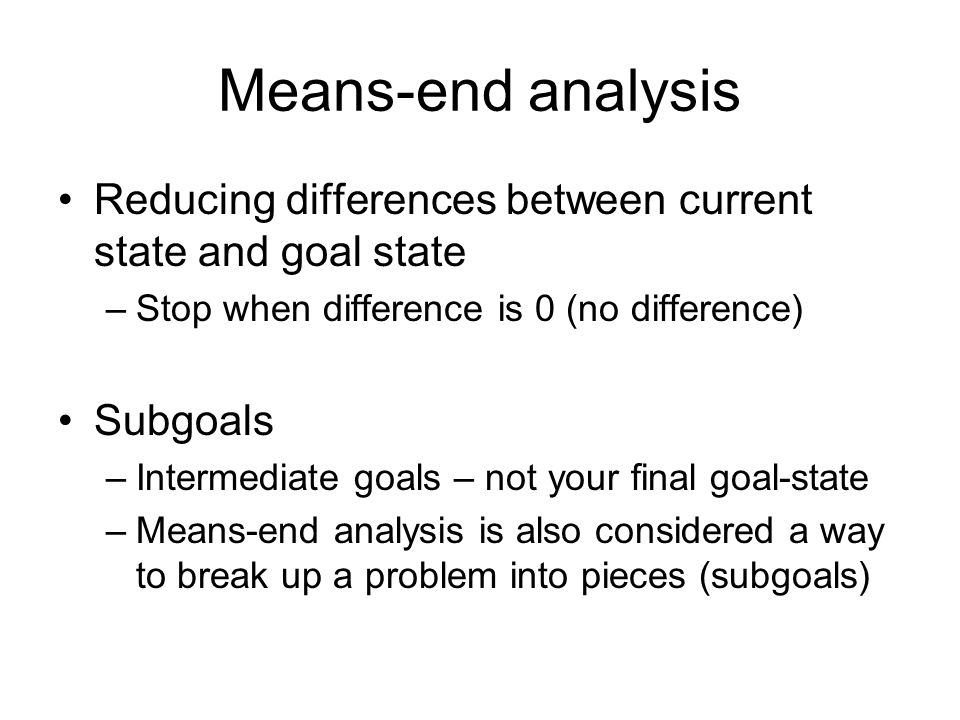 Means-end analysis
• Reducing differences between current
state and goal state
– Stop when difference is 0 (no difference)
• Subgoals
– Intermediate goals – not your final goal-state
– Means-end analysis is also considered a way
to break up a problem into pieces (subgoals)